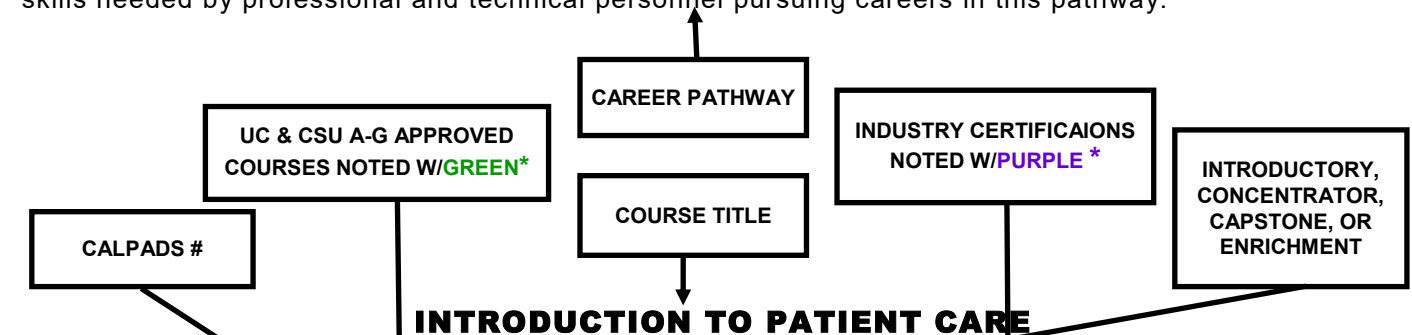 skills needed by professional and technical personnel pursuing careers in this pathway.
CAREER PATHWAY
UC & CSU A-G APPROVED
COURSES NOTED W/GREEN*
INDUSTRY CERTIFICAIONS
NOTED W/PURPLE *
INTRODUCTORY,
CONCENTRATOR,
CAPSTONE, OR
ENRICHMENT
COURSE TITLE
CALPADS #
INTRODUCTION TO PATIENT CARE